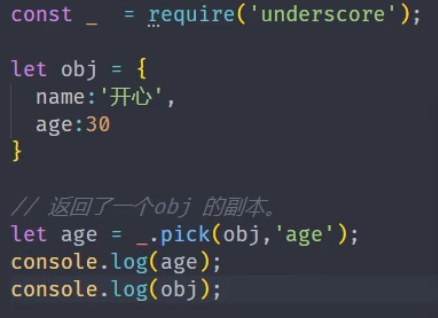 const _  = require('underscore');
let obj = {
  name:'开心',
  age:30
}
// 返回了一个obj 的副本。
let age = _.pick(obj,'age');
console.log(age);
console.log(obj);